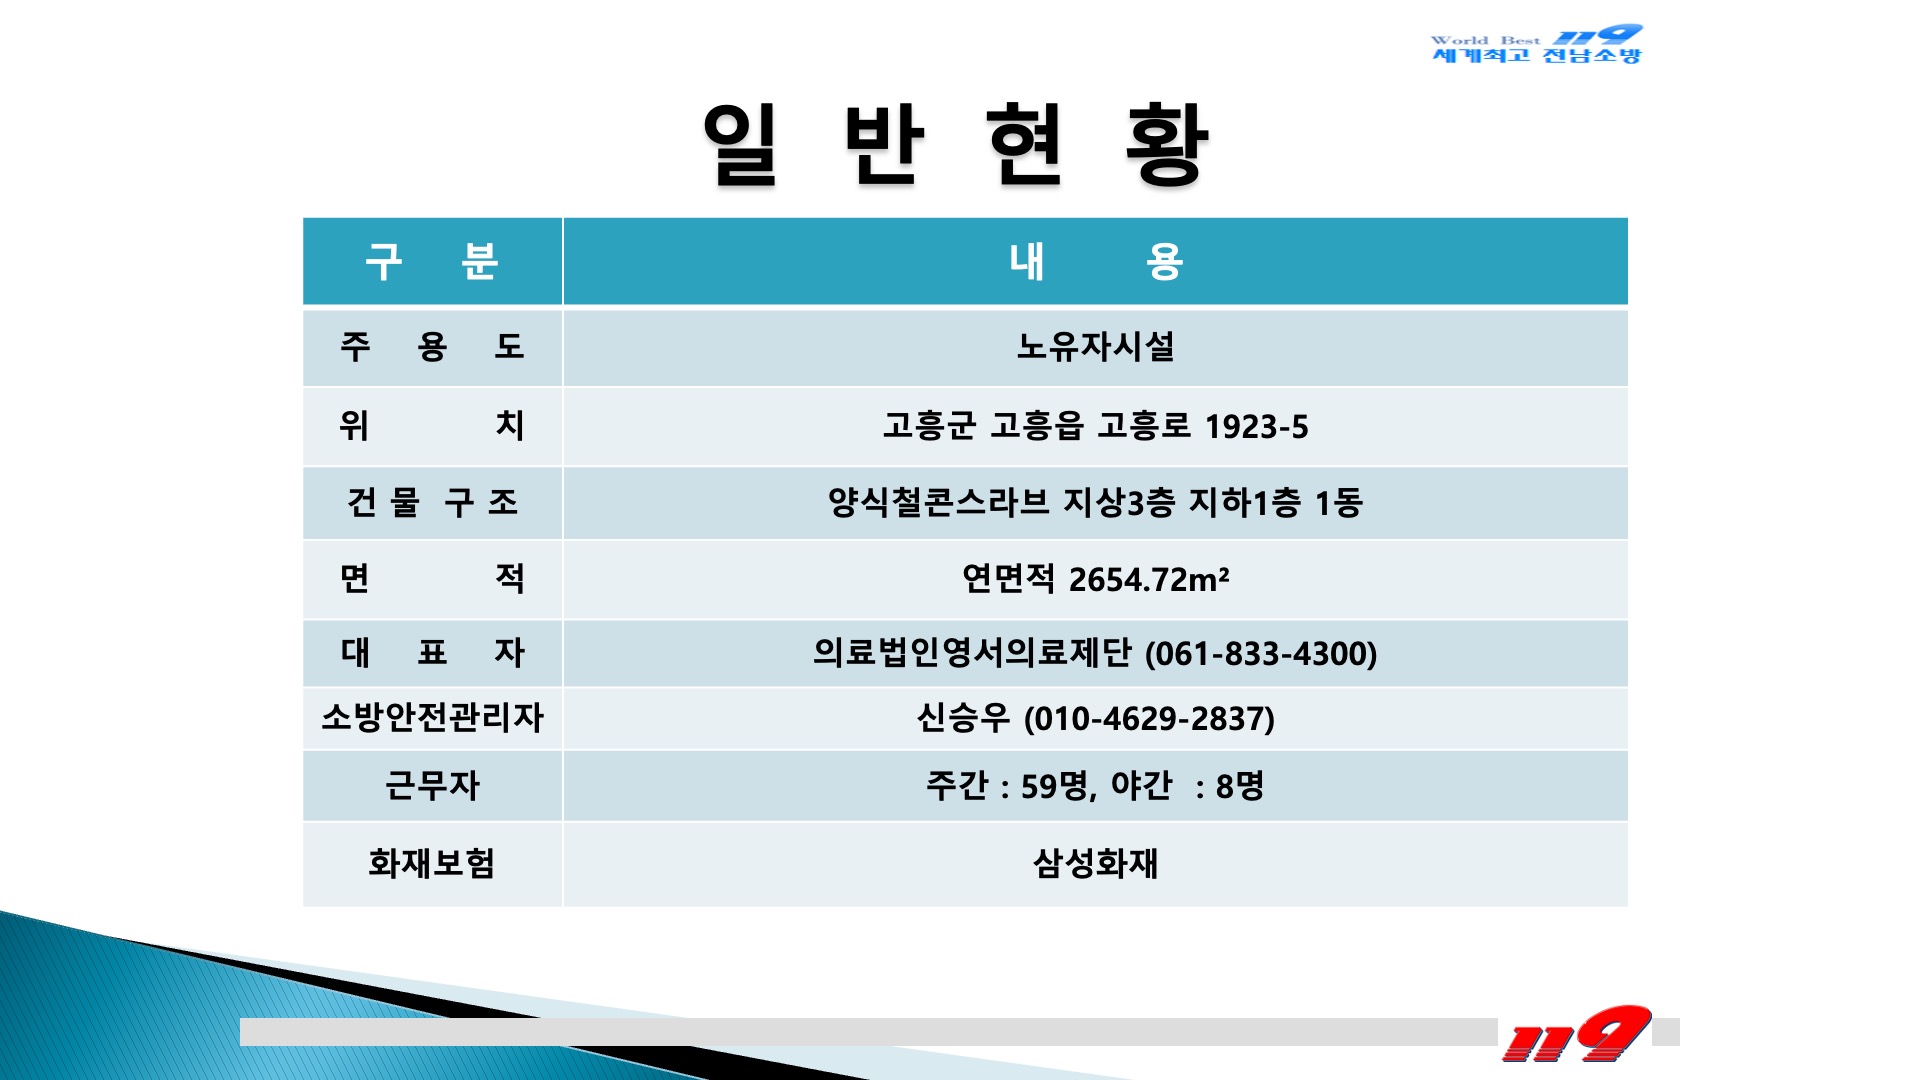 World Best 119
세계최고 전남소방
일 반 현 황
구 분 내 용
주 용 도 노유자시설
위 치 고흥군 고흥읍 고흥로 1923-5
건 물 구 조 양식철콘스라브 지상3층 지하1층 1동
면 적 연면적 2654.72m²
대 표 자 의료법인영서의료제단 (061-833-4300)
소방안전관리자 신승우 (010-4629-2837)
근무자 주간 : 59명, 야간 : 8명
화재보험 삼성화재
119